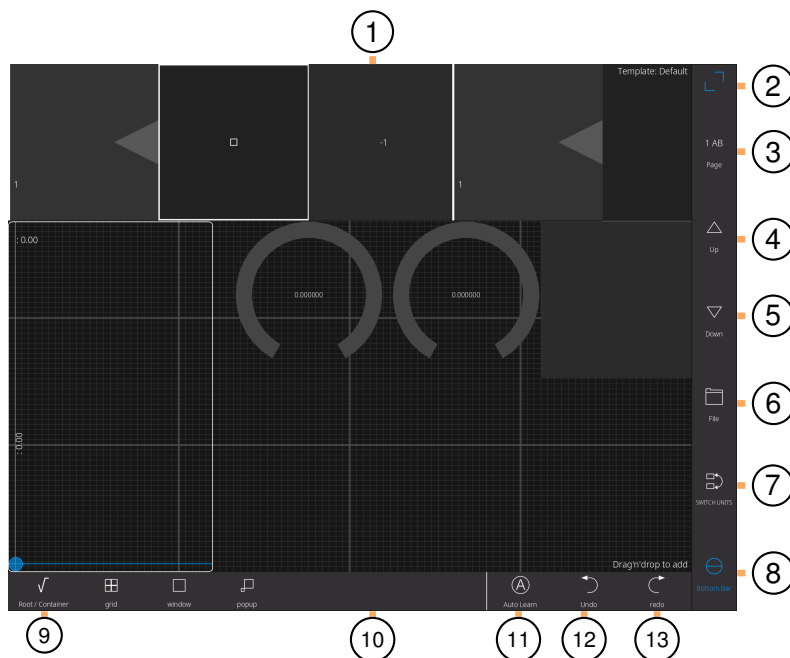 1
Template: Default
2
1 AB
Page
3
-1
1
1
: 0.00
Up
4
0.000000
0.000000
Down
5
File
6
: 0.00
SWITCH UNITS
7
Drag'n'drop to add
Bottom Bar
8
Root / Container
grid
window
popup
Auto Learn
Undo
redo
9
10
11
12
13